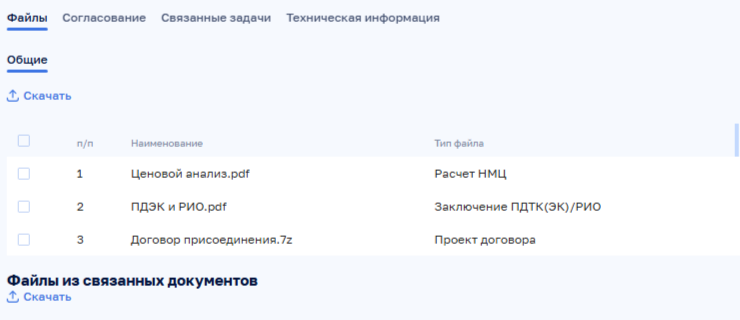 Файлы Согласование Связанные задачи Техническая информация
Общие
Скачать
п/п Наименование Тип файла
1 Ценовой анализ.pdf Расчет НМЦ
2 ПДЭК и РИО.pdf Заключение ПДТК(ЭК)/РИО
3 Договор присоединения.7z Проект договора
Файлы из связанных документов
Скачать